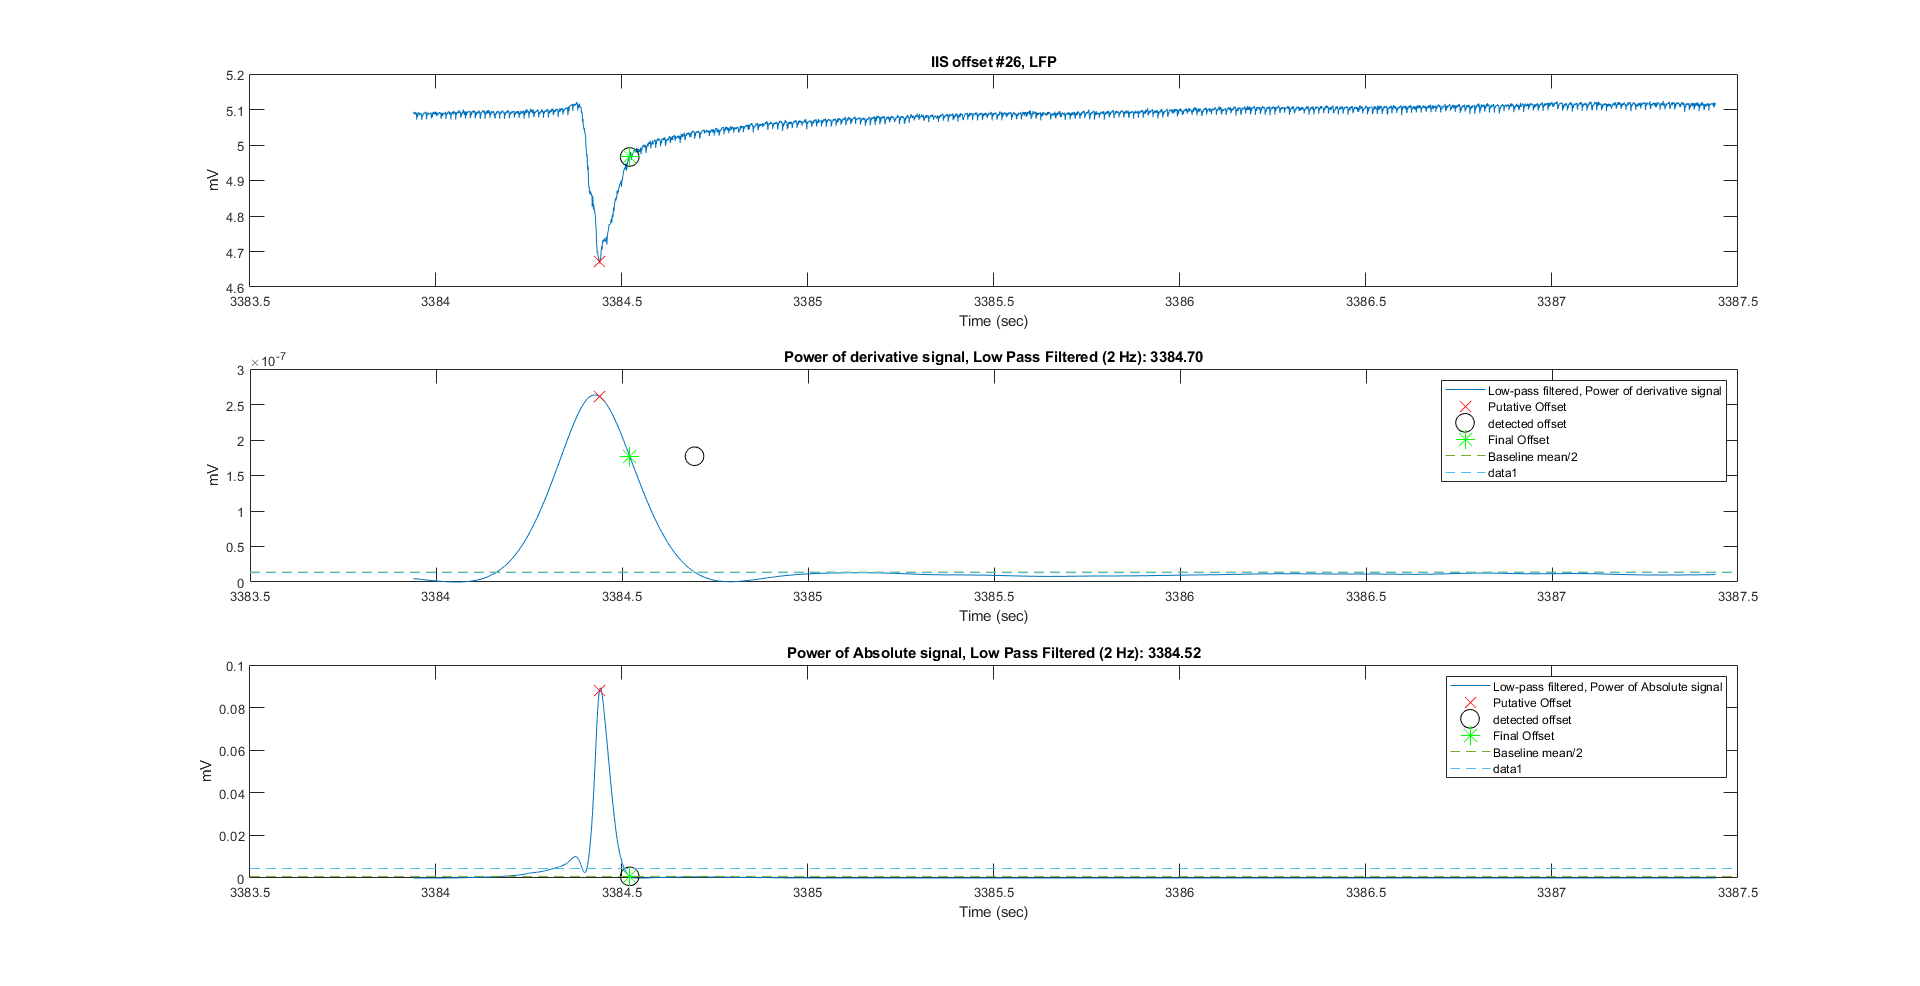 IIS offset #26, LFP
5.2
5.1
5
4.9
4.8
4.7
4.6
mV
3383.5 3384 3384.5 3385 3385.5 3386 3386.5 3387 3387.5
Time (sec)
Power of derivative signal, Low Pass Filtered (2 Hz): 3384.70
×10-7
3
2.5
2
1.5
1
0.5
0
mV
Low-pass filtered, Power of derivative signal
Putative Offset
detected offset
Final Offset
Baseline mean/2
data1
3383.5 3384 3384.5 3385 3385.5 3386 3386.5 3387 3387.5
Time (sec)
Power of Absolute signal, Low Pass Filtered (2 Hz): 3384.52
0.1
0.08
0.06
0.04
0.02
0
mV
Low-pass filtered, Power of Absolute signal
Putative Offset
detected offset
Final Offset
Baseline mean/2
data1
3383.5 3384 3384.5 3385 3385.5 3386 3386.5 3387 3387.5
Time (sec)